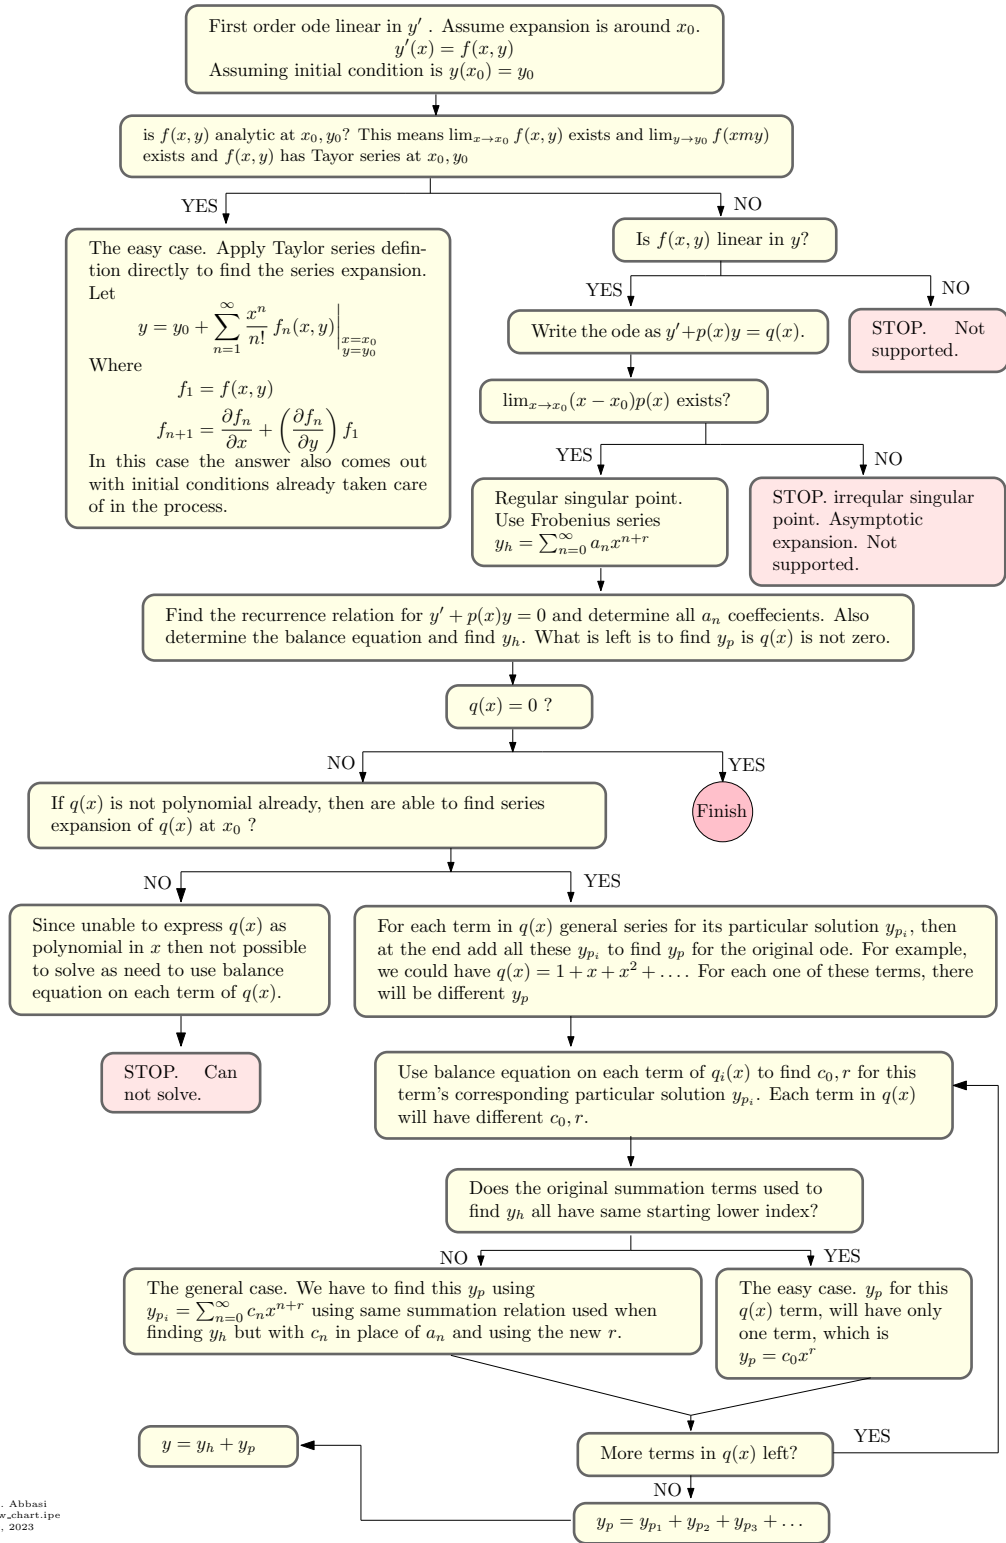 First order ode linear in y′ . Assume expansion is around x₀.
y′(x) = f(x, y)
Assuming initial condition is y(x₀) = y₀
is f(x, y) analytic at x₀, y₀? This means lim_{x→x₀} f(x, y) exists and lim_{y→y₀} f(xmy)
exists and f(x, y) has Tayor series at x₀, y₀
YES
NO
The easy case. Apply Taylor series defin-
tion directly to find the series expansion.
Let
y = y₀ + ∑_{n=1}^{∞} xⁿ/n! fₙ(x, y)|_{x=x₀, y=y₀}
Where
f₁ = f(x, y)
f_{n+1} = ∂fₙ/∂x + (∂fₙ/∂y) f₁
In this case the answer also comes out
with initial conditions already taken care
of in the process.
Is f(x, y) linear in y?
YES
NO
Write the ode as y′+p(x)y = q(x).
STOP. Not
supported.
lim_{x→x₀}(x − x₀)p(x) exists?
YES
NO
Regular singular point.
Use Frobenius series
y_h = ∑_{n=0}^{∞} aₙx^{n+r}
STOP. irreqular singular
point. Asymptotic
expansion. Not
supported.
Find the recurrence relation for y′ + p(x)y = 0 and determine all aₙ coeffecients. Also
determine the balance equation and find y_h. What is left is to find y_p is q(x) is not zero.
q(x) = 0 ?
NO
YES
If q(x) is not polynomial already, then are able to find series
expansion of q(x) at x₀ ?
Finish
NO
YES
Since unable to express q(x) as
polynomial in x then not possible
to solve as need to use balance
equation on each term of q(x).
For each term in q(x) general series for its particular solution y_{p_i}, then
at the end add all these y_{p_i} to find y_p for the original ode. For example,
we could have q(x) = 1 + x + x² + .... For each one of these terms, there
will be different y_p
STOP. Can
not solve.
Use balance equation on each term of q_i(x) to find c₀, r for this
term's corresponding particular solution y_{p_i}. Each term in q(x)
will have different c₀, r.
Does the original summation terms used to
find y_h all have same starting lower index?
NO
YES
The general case. We have to find this y_p using
y_{p_i} = ∑_{n=0}^{∞} cₙx^{n+r} using same summation relation used when
finding y_h but with cₙ in place of aₙ and using the new r.
The easy case. y_p for this
q(x) term, will have only
one term, which is
y_p = c₀x^r
More terms in q(x) left?
YES
y = y_h + y_p
NO
y_p = y_{p₁} + y_{p₂} + y_{p₃} + ...
. Abbasi
w_chart.ipe
, 2023